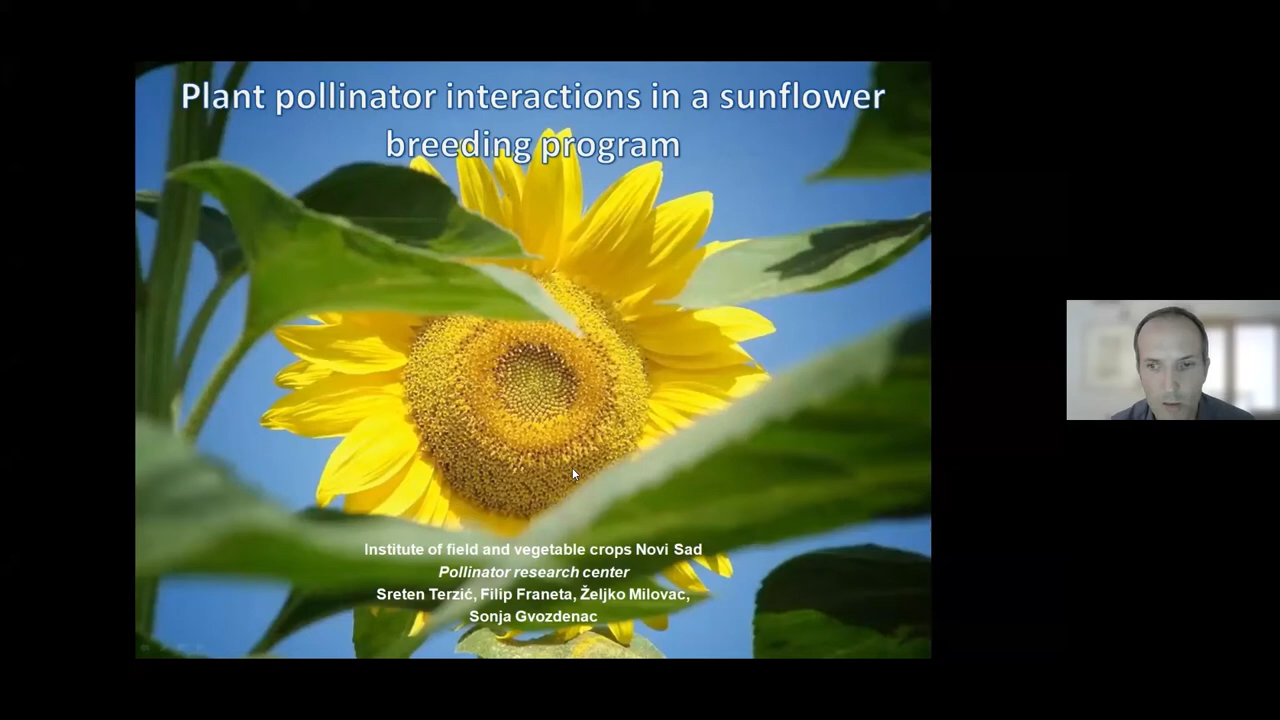 Plant pollinator interactions in a sunflower
breeding program
Institute of field and vegetable crops Novi Sad
Pollinator research center
Sreten Terzić, Filip Franeta, Željko Milovac,
Sonja Gvozdenac